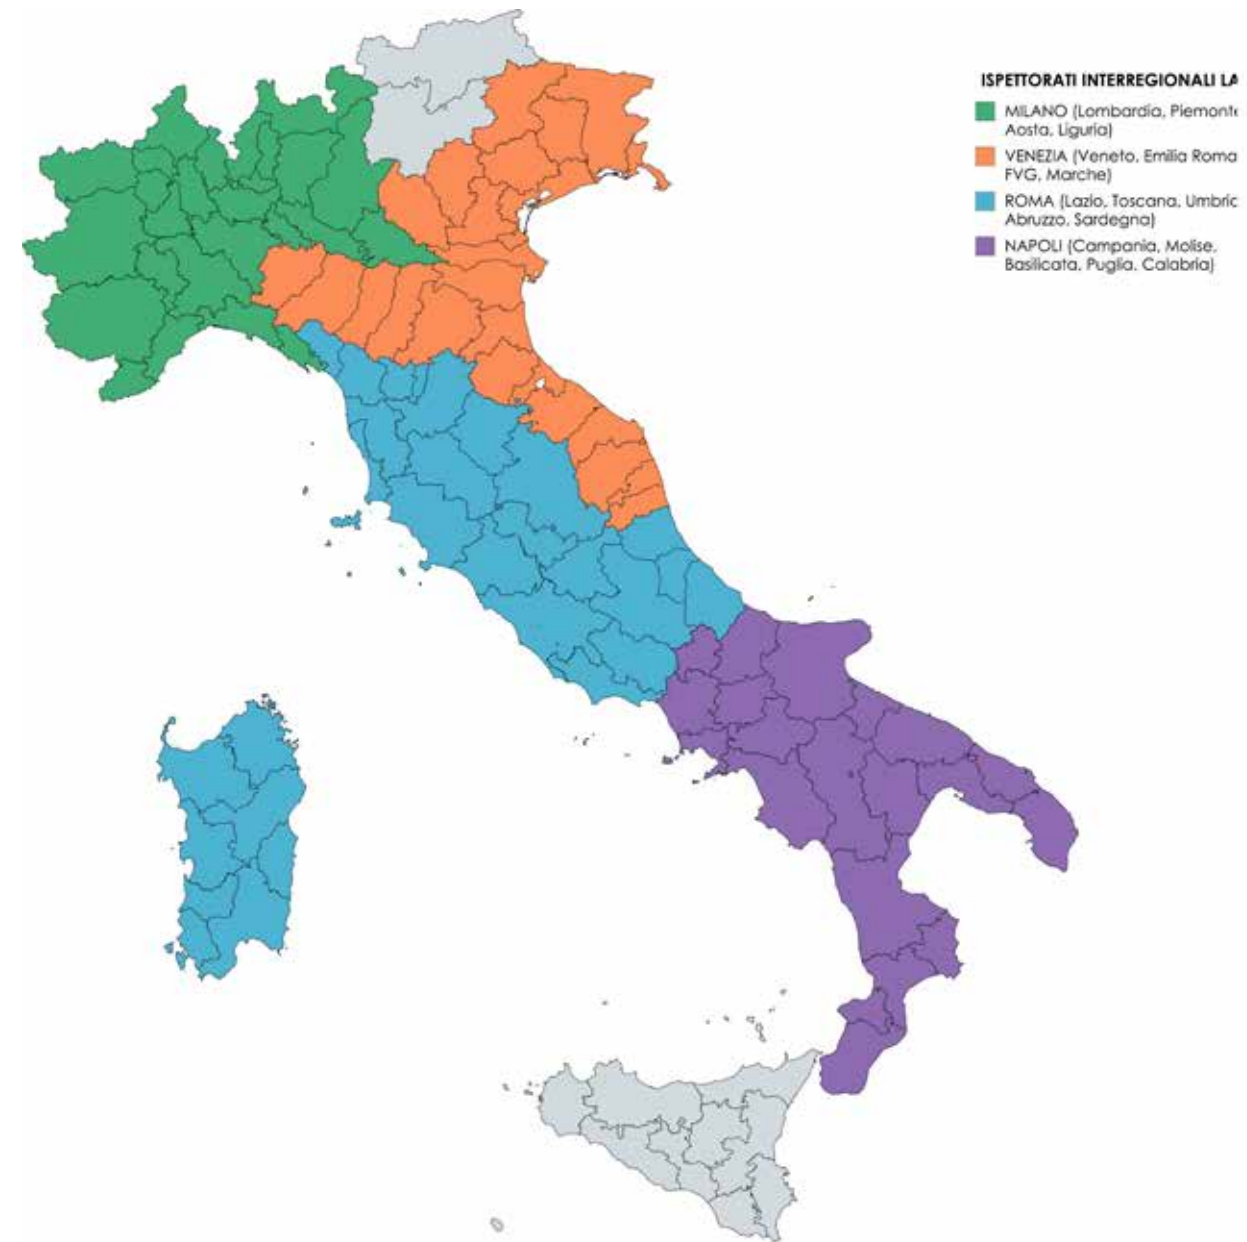 ISPETTORATI INTERREGIONALI LA
MILANO (Lombardia, Piemonte
Aosta, Liguria)
VENEZIA (Veneto, Emilia Roma
FVG, Marche)
ROMA (Lazio, Toscana, Umbria
Abruzzo, Sardegna)
NAPOLI (Campania, Molise,
Basilicata, Puglia, Calabria)